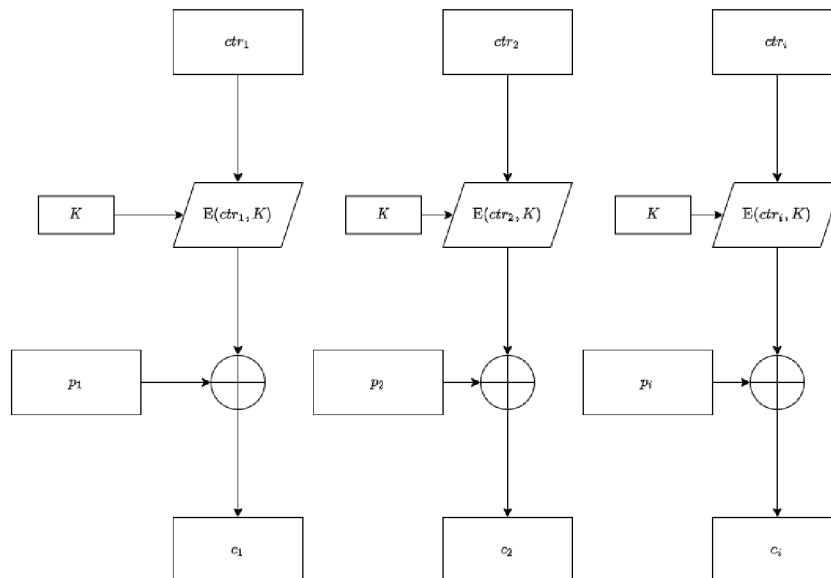 ctr₁ ctr₂ ctrᵢ
K E(ctr₁, K) K E(ctr₂, K) K E(ctrᵢ, K)
p₁ p₂ pᵢ
c₁ c₂ cᵢ